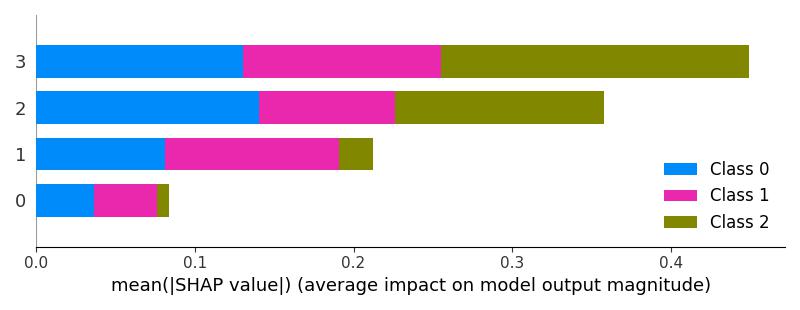 3
2
1
0
Class 0
Class 1
Class 2
0.0 0.1 0.2 0.3 0.4
mean(|SHAP value|) (average impact on model output magnitude)